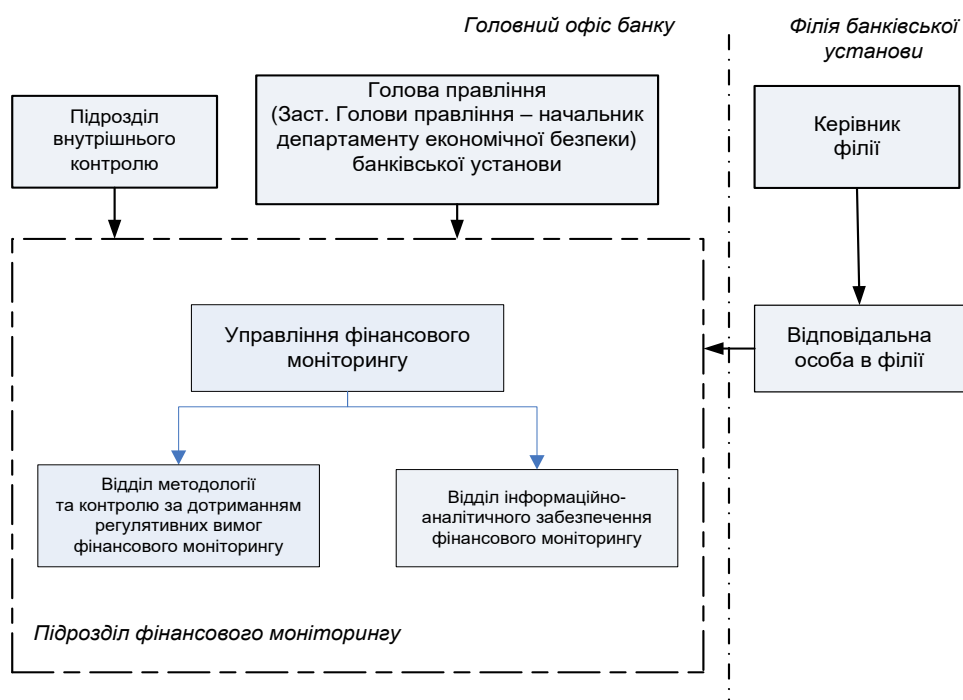 Головний офіс банку
Філія банківської
установи
Підрозділ
внутрішнього
контролю
Голова правління
(Заст. Голови правління – начальник
департаменту економічної безпеки)
банківської установи
Керівник
філії
Управління фінансового
моніторингу
Відповідальна
особа в філії
Відділ методології
та контролю за дотриманням
регулятивних вимог
фінансового моніторингу
Відділ інформаційно-
аналітичного забезпечення
фінансового моніторингу
Підрозділ фінансового моніторингу